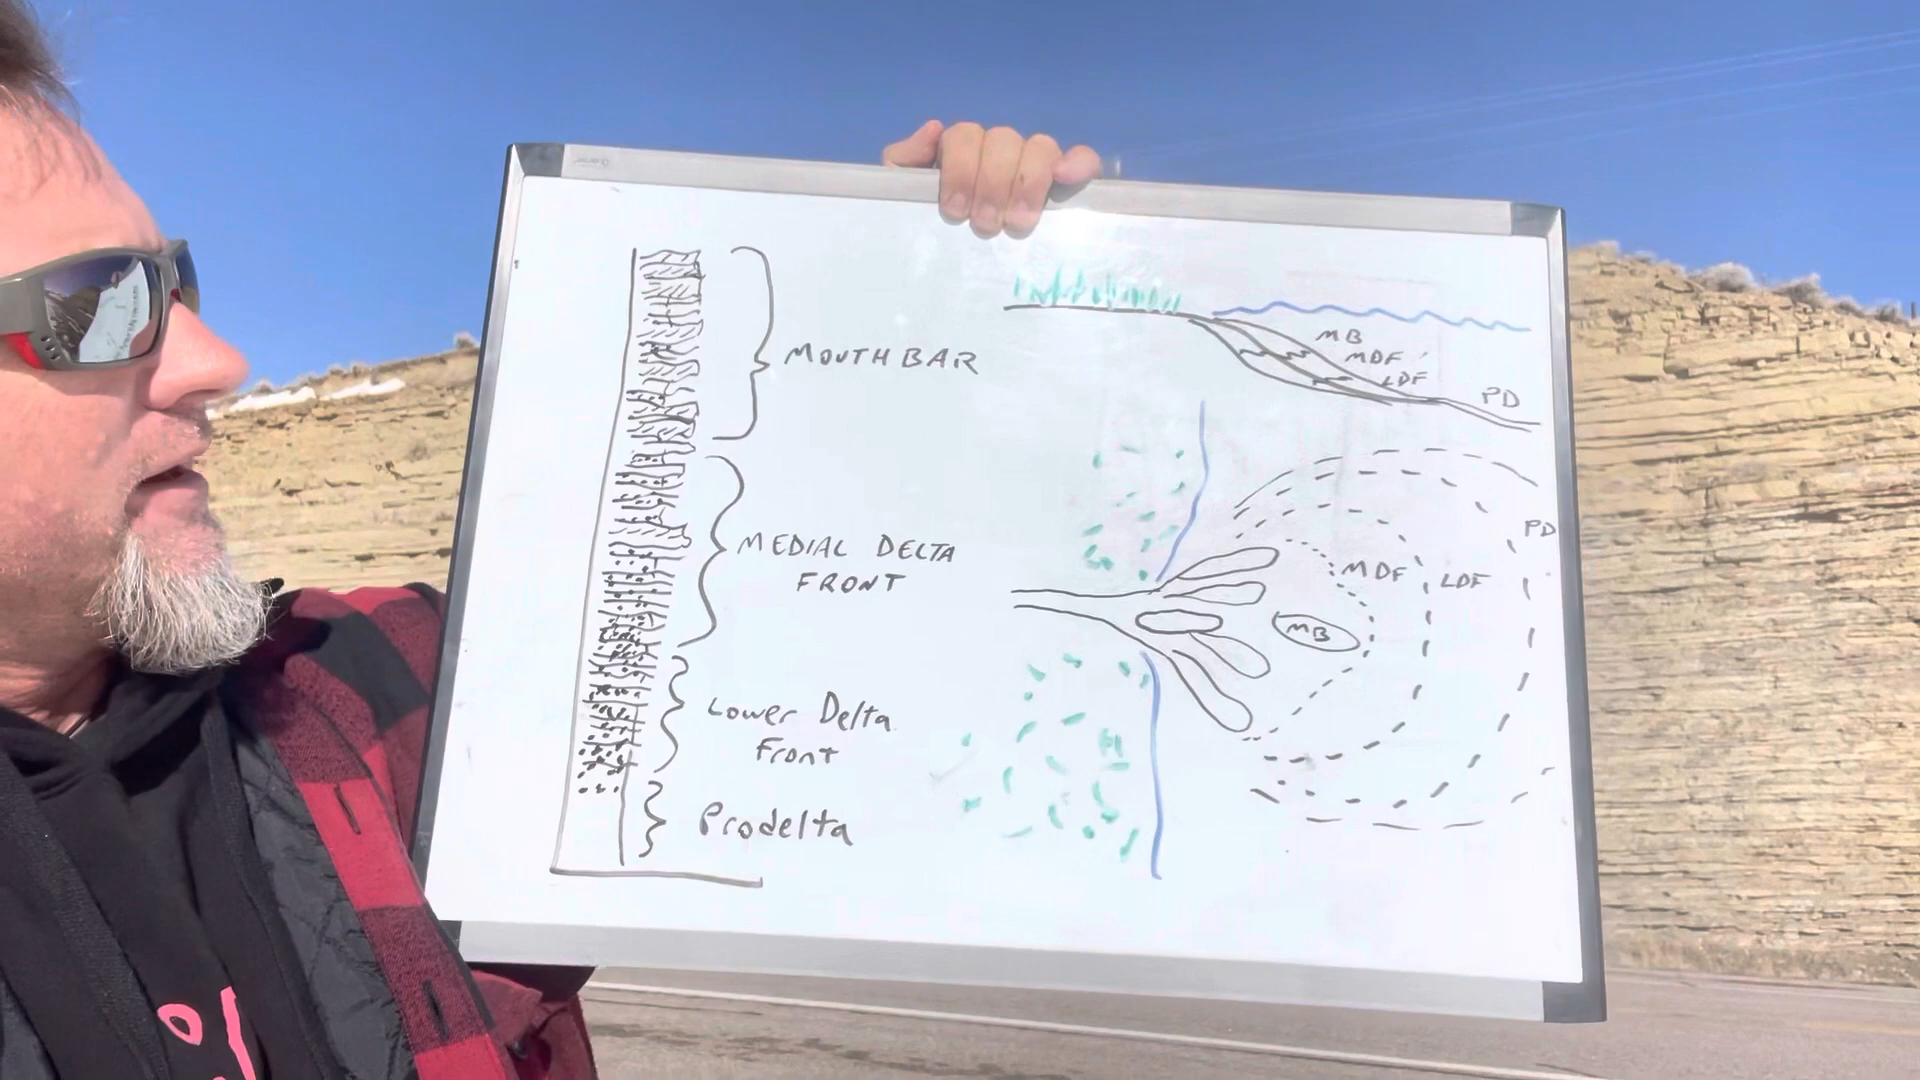 MOUTH BAR
MEDIAL DELTA
FRONT
Lower Delta
Front
Prodelta
MB
MDF
LDF
PD
PD
MDF
LDF
MB